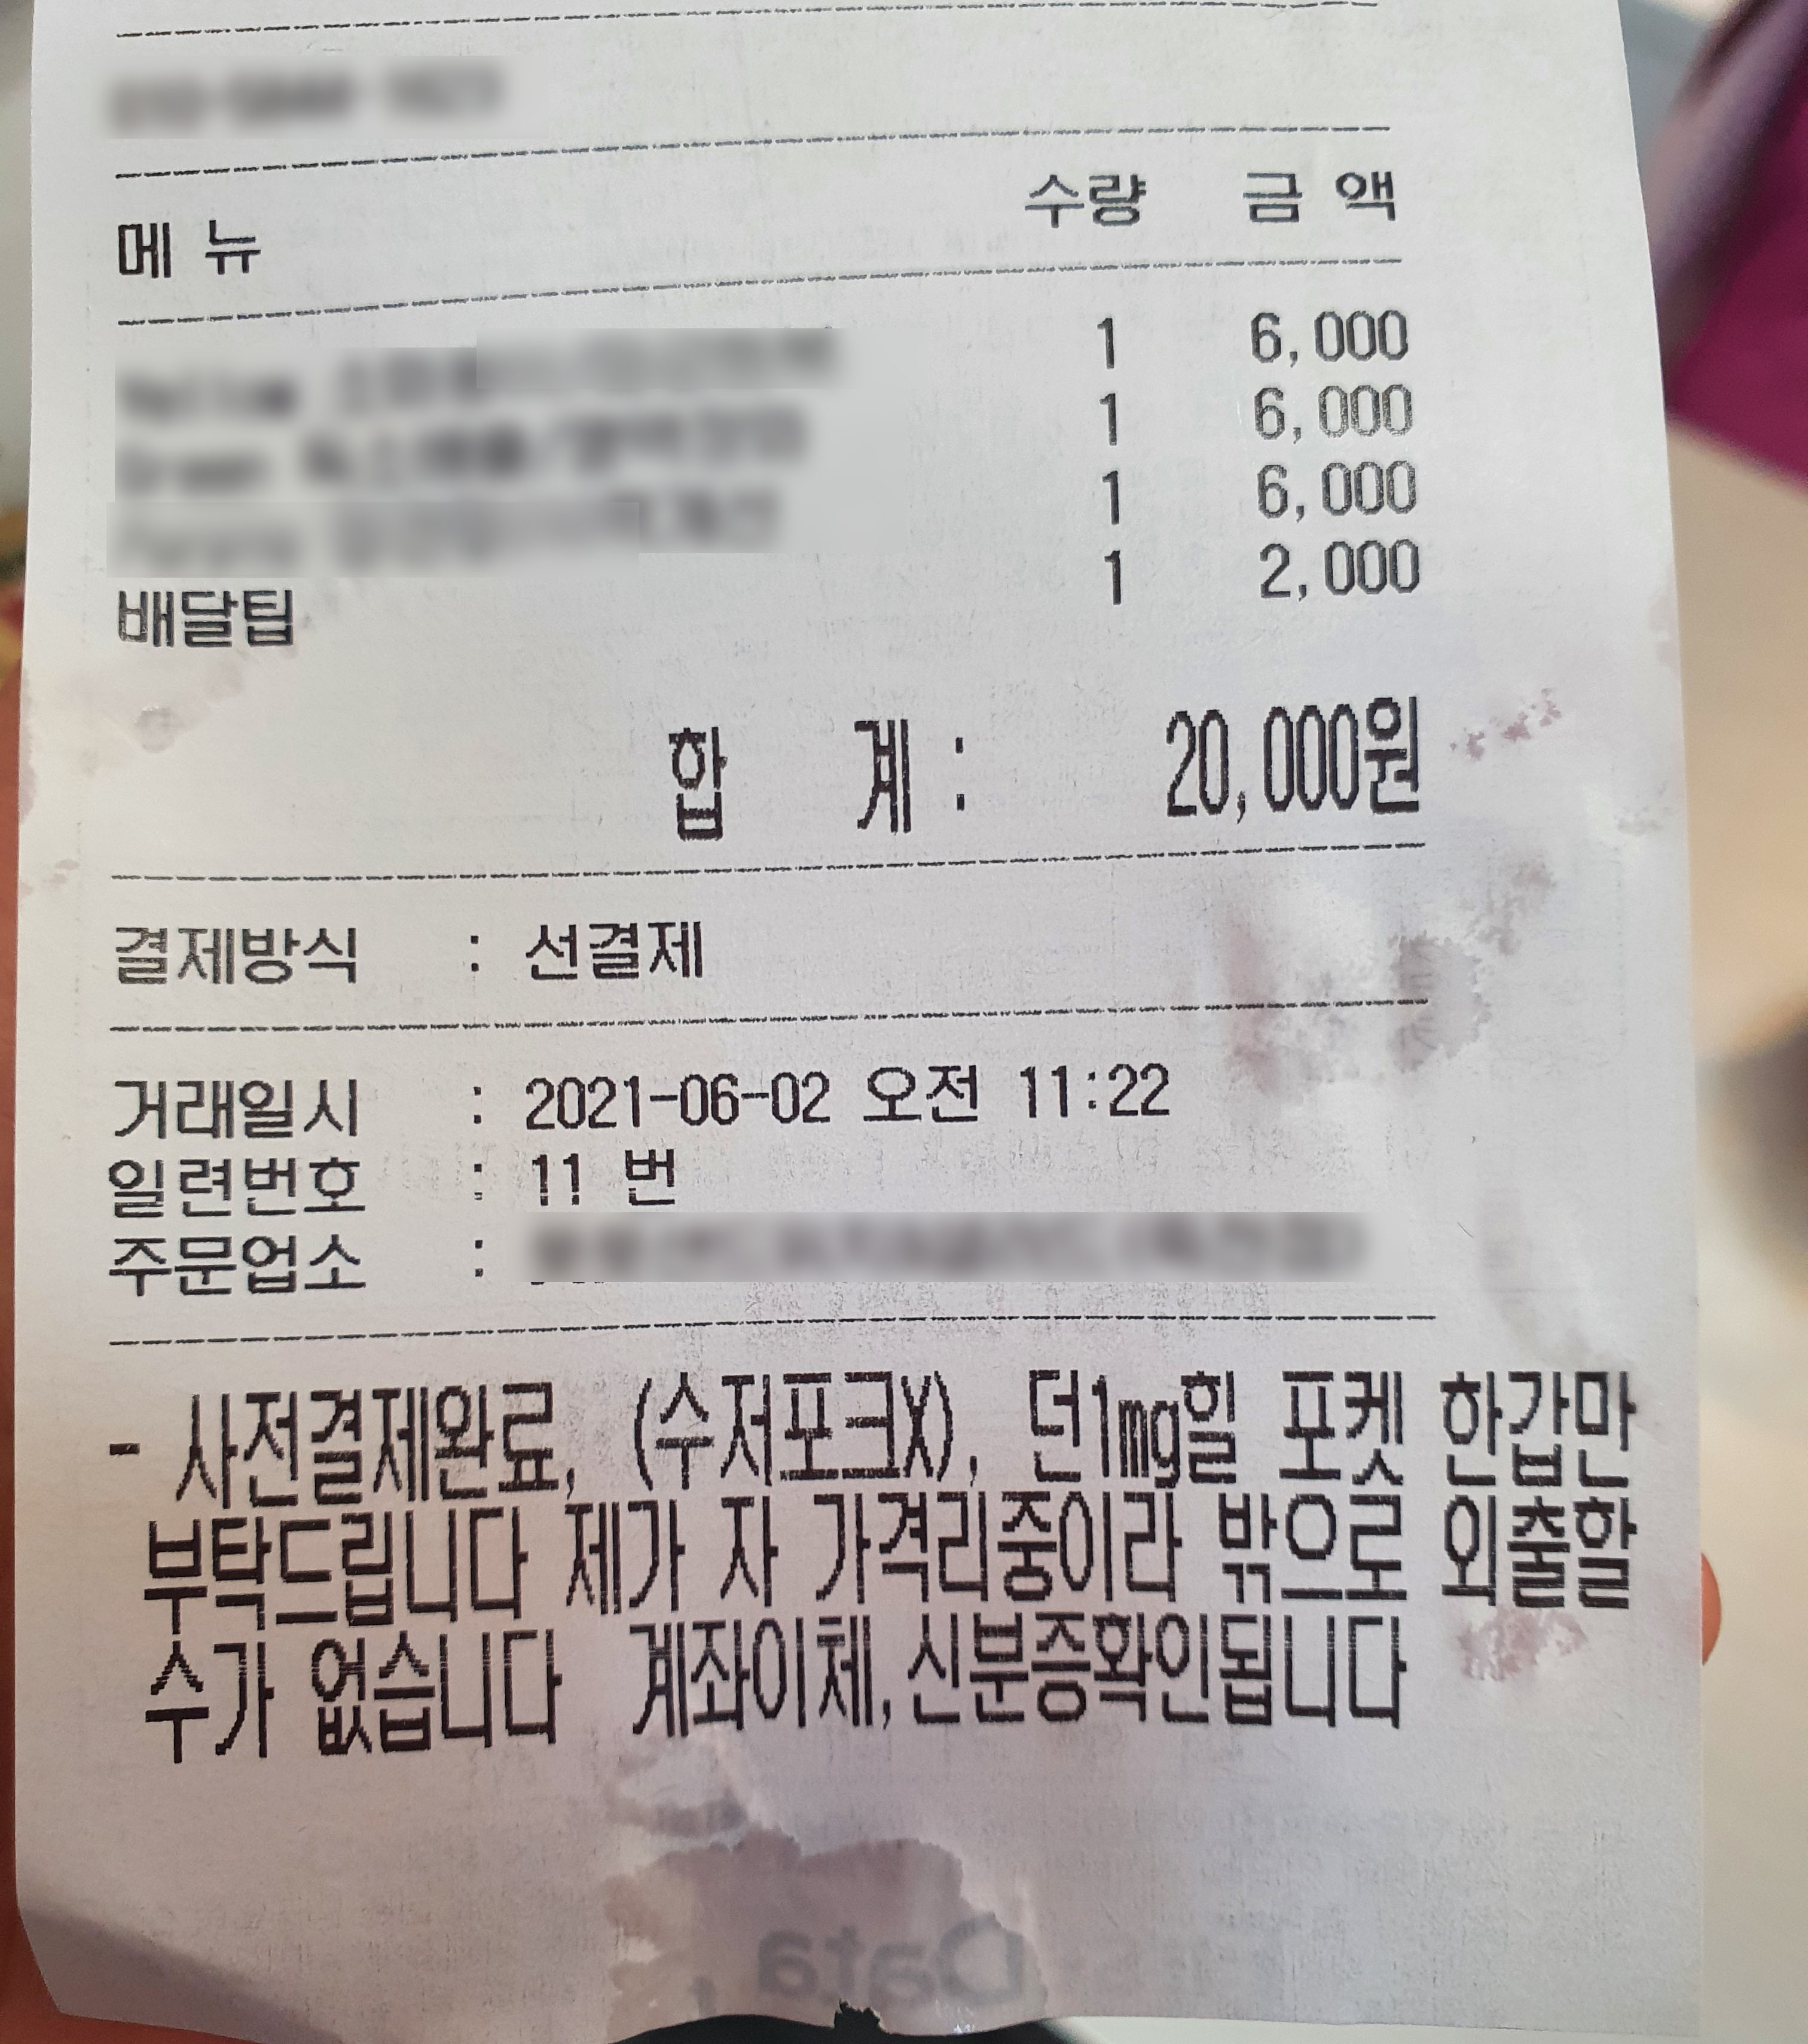 수량 금 액
메 뉴
1 6,000
1 6,000
1 6,000
배달팁 1 2,000
합 계 : 20,000원
결제방식 : 선결제
거래일시 : 2021-06-02 오전 11:22
일련번호 : 11 번
주문업소 :
- 사전결제완료, (수저포크X), 던1mg힐 포켓 한갑만
부탁드립니다 제가 자 가격리중이라 밖으로 외출할
수가 없습니다 계좌이체,신분증확인됩니다
Data,